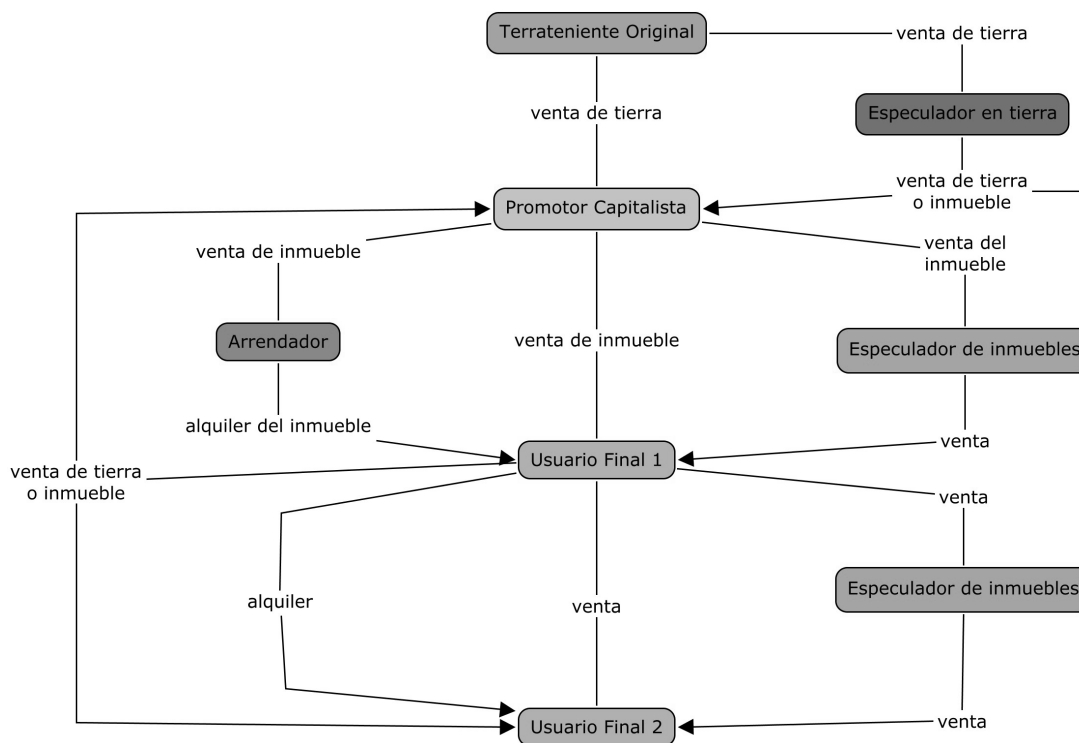 Terrateniente Original
venta de tierra
venta de tierra
Especulador en tierra
venta de tierra
o inmueble
Promotor Capitalista
venta de inmueble
venta del
inmueble
Arrendador
venta de inmueble
Especulador de inmuebles
alquiler del inmueble
venta
Usuario Final 1
venta de tierra
o inmueble
venta
Especulador de inmuebles
alquiler
venta
Usuario Final 2
venta